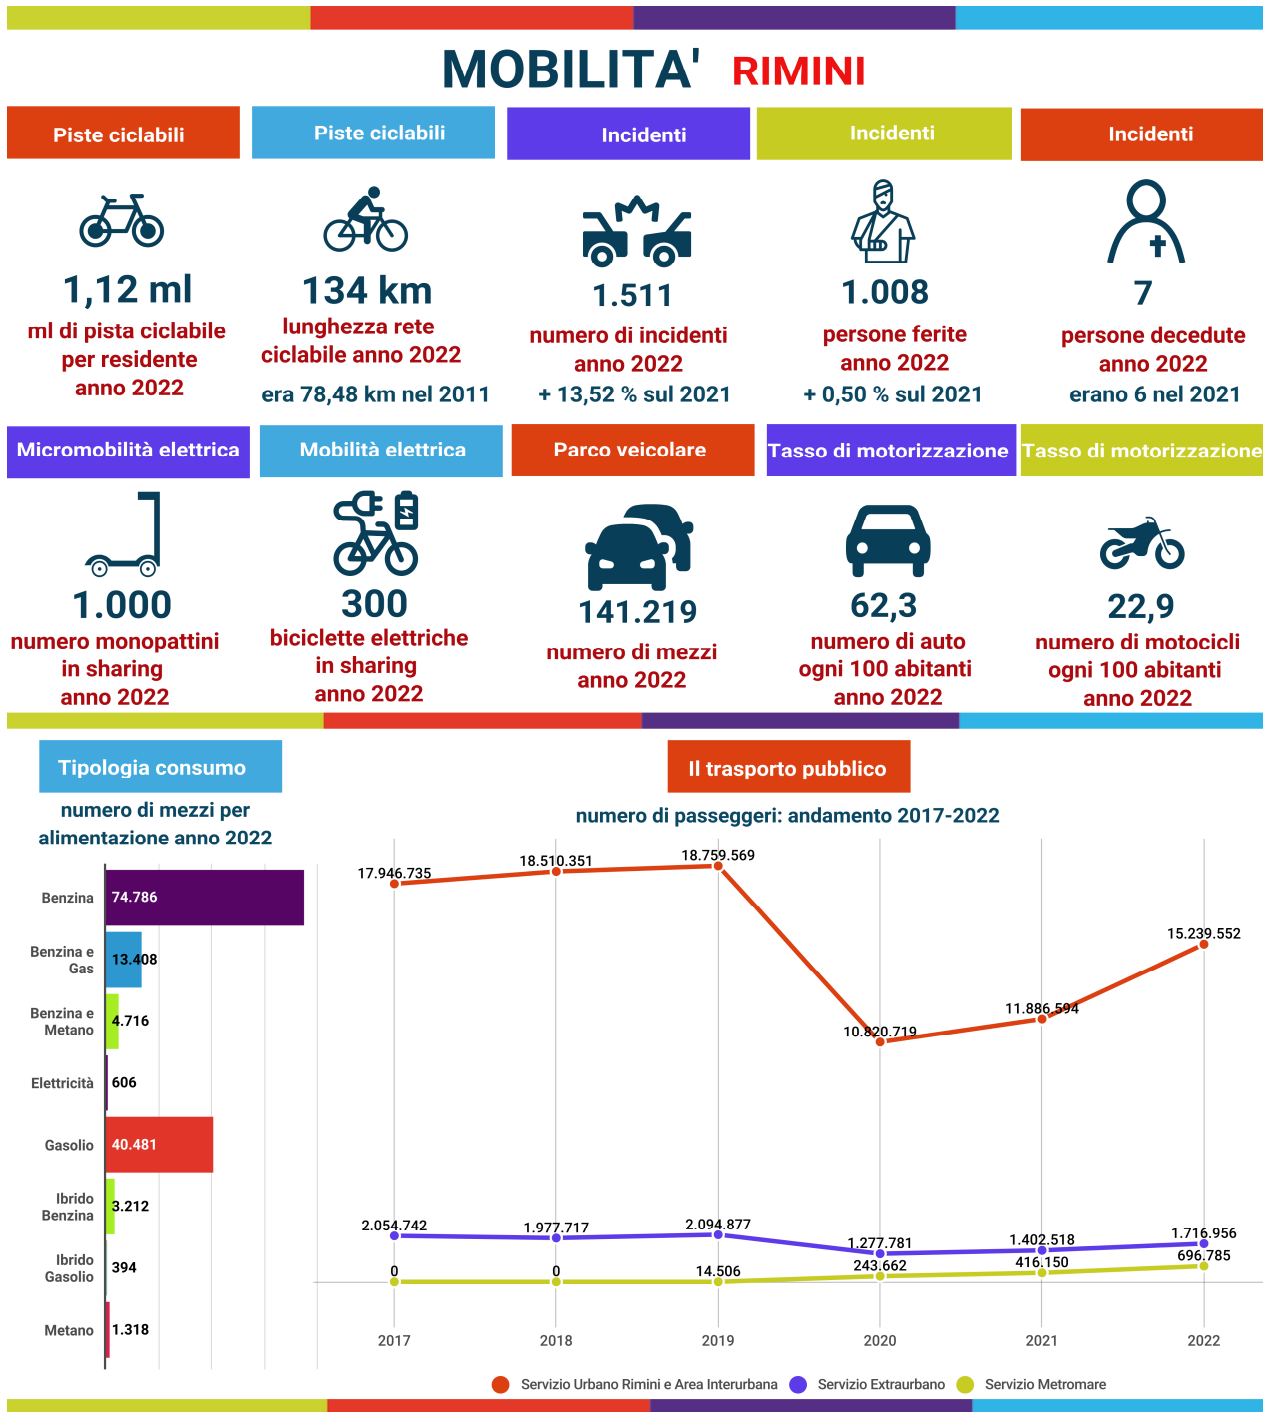 MOBILITA' RIMINI
Piste ciclabili
1,12 ml
ml di pista ciclabile
per residente
anno 2022
Piste ciclabili
134 km
lunghezza rete
ciclabile anno 2022
era 78,48 km nel 2011
Incidenti
1.511
numero di incidenti
anno 2022
+ 13,52 % sul 2021
Incidenti
1.008
persone ferite
anno 2022
+ 0,50 % sul 2021
Incidenti
7
persone decedute
anno 2022
erano 6 nel 2021
Micromobilità elettrica
1.000
numero monopattini
in sharing
anno 2022
Mobilità elettrica
300
biciclette elettriche
in sharing
anno 2022
Parco veicolare
141.219
numero di mezzi
anno 2022
Tasso di motorizzazione
62,3
numero di auto
ogni 100 abitanti
anno 2022
Tasso di motorizzazione
22,9
numero di motocicli
ogni 100 abitanti
anno 2022
Tipologia consumo
numero di mezzi per
alimentazione anno 2022
Benzina
74.786
Benzina e
Gas
13.408
Benzina e
Metano
4.716
Elettricità
606
Gasolio
40.481
Ibrido
Benzina
3.212
Ibrido
Gasolio
394
Metano
1.318
Il trasporto pubblico
numero di passeggeri: andamento 2017-2022
17.946.735
18.510.351
18.759.569
10.820.719
11.886.594
15.239.552
2.054.742
1.977.717
2.094.877
1.277.781
1.402.518
1.716.956
0
0
14.506
243.662
416.150
696.785
2017
2018
2019
2020
2021
2022
Servizio Urbano Rimini e Area Interurbana
Servizio Extraurbano
Servizio Metromare